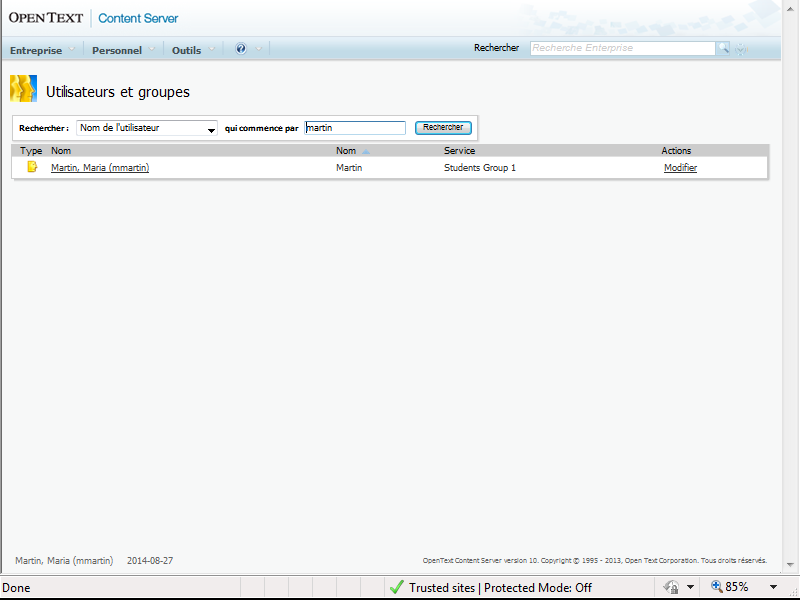 OPEN TEXT Content Server
Entreprise Personnel Outils Rechercher Recherche Enterprise
Utilisateurs et groupes
Rechercher : Nom de l'utilisateur qui commence par martin Rechercher
Type Nom Nom Service Actions
Martin, Maria (mmartin) Martin Students Group 1 Modifier
Martin, Maria (mmartin) 2014-08-27 OpenText Content Server version 10. Copyright © 1995 - 2013, Open Text Corporation. Tous droits réservés.
Done Trusted sites | Protected Mode: Off 85%